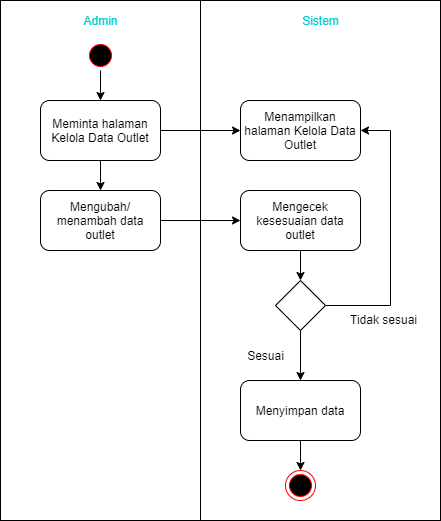 Admin
Sistem
Meminta halaman
Kelola Data Outlet
Menampilkan
halaman Kelola Data
Outlet
Mengubah/
menambah data
outlet
Mengecek
kesesuaian data
outlet
Tidak sesuai
Sesuai
Menyimpan data